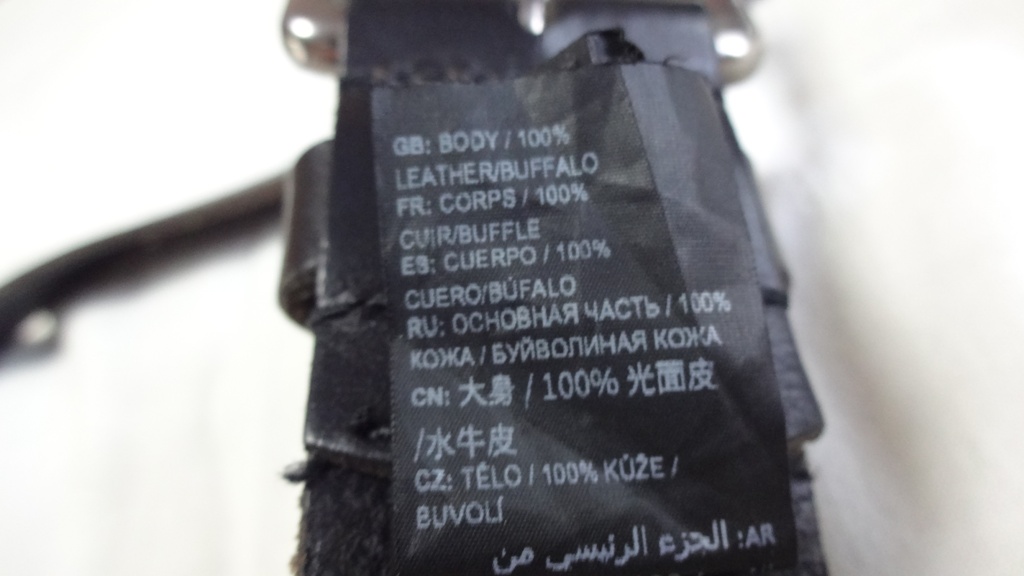 GB: BODY / 100%
LEATHER/BUFFALO
FR: CORPS / 100%
CUIR/BUFFLE
ES: CUERPO / 100%
CUERO/BÚFALO
RU: ОСНОВНАЯ ЧАСТЬ / 100%
КОЖА / БУЙВОЛИНАЯ КОЖА
CN: 大身 / 100% 光面皮
/水牛皮
CZ: TĚLO / 100% KŮŽE /
BUVOLÍ
AR: الجزء الرئيسي من